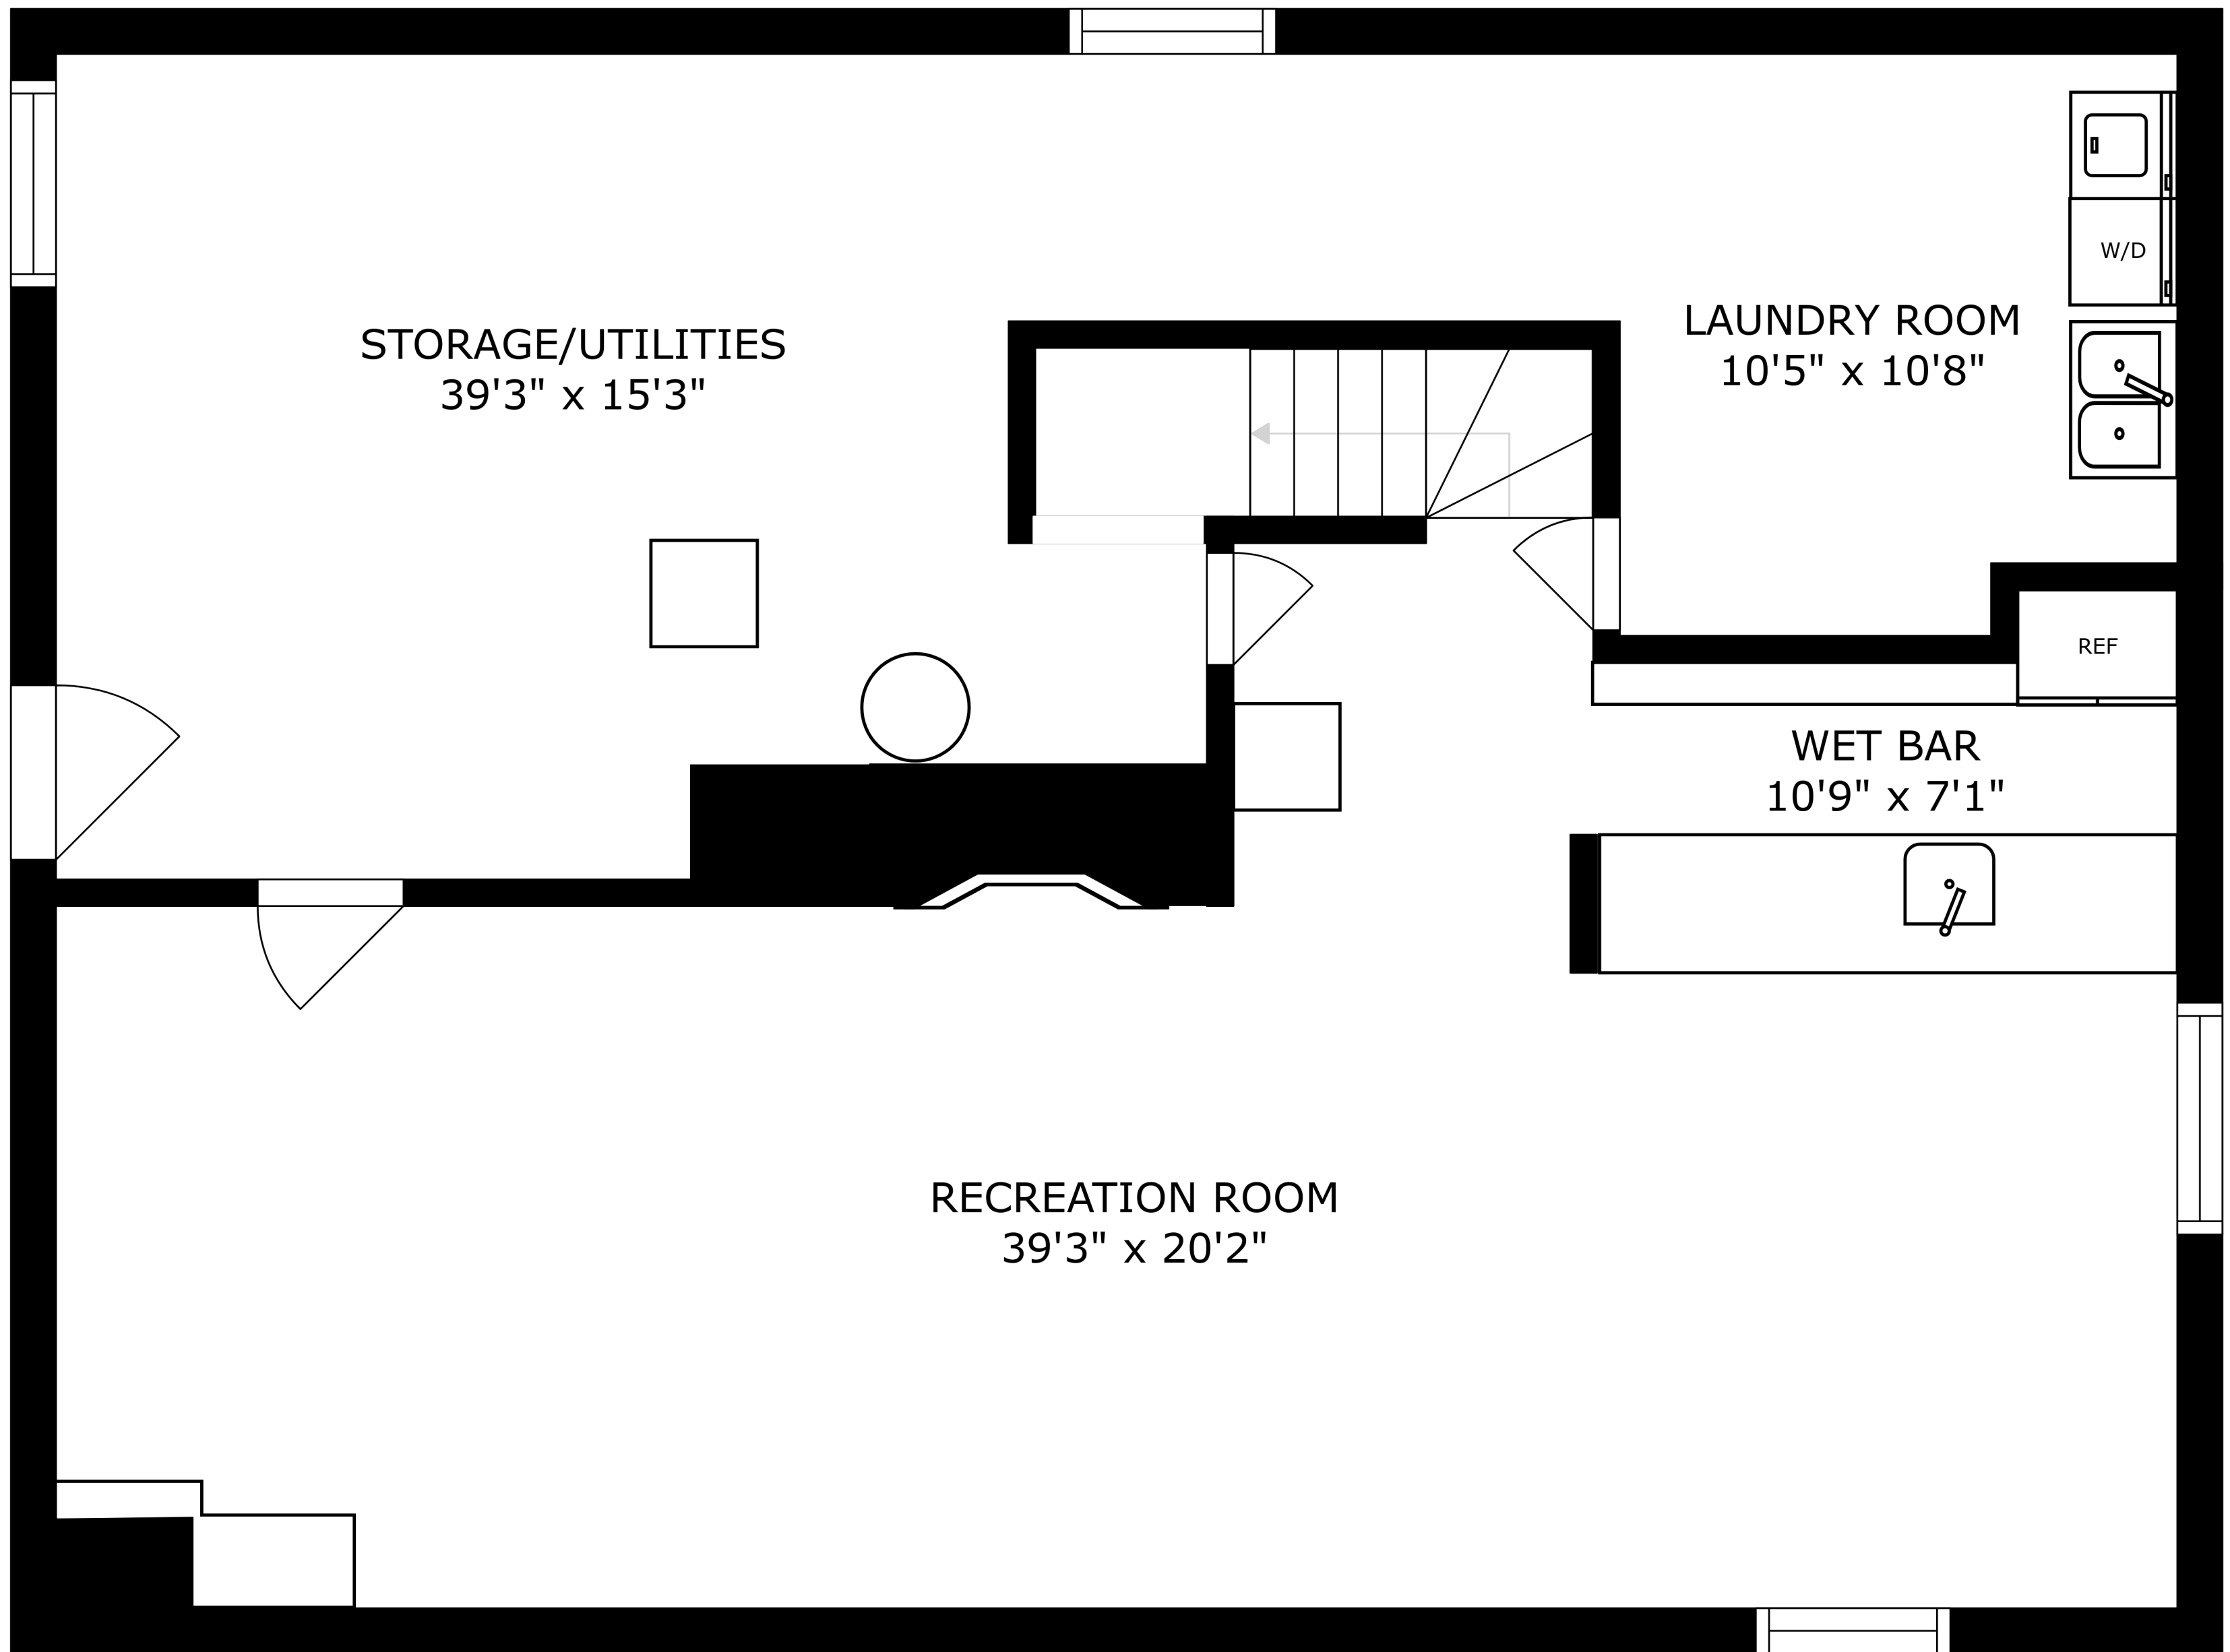 W/D
LAUNDRY ROOM
10'5" x 10'8"
STORAGE/UTILITIES
39'3" x 15'3"
REF
WET BAR
10'9" x 7'1"
RECREATION ROOM
39'3" x 20'2"